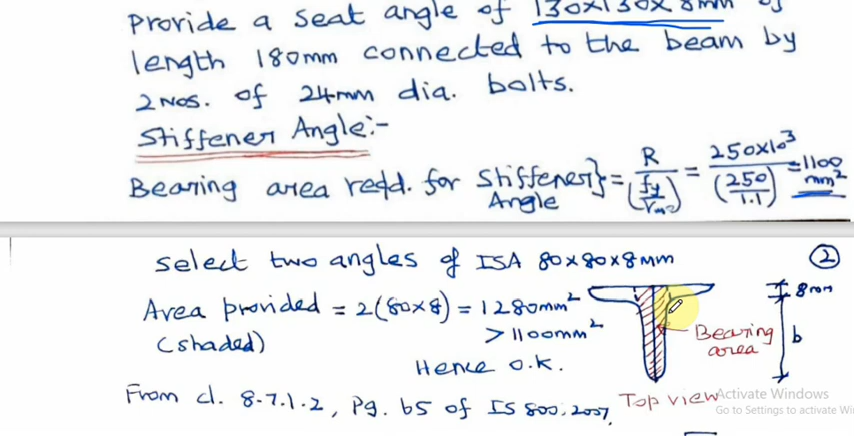 Provide a seat angle of 130x130x8mm of
length 180mm connected to the beam by
2Nos. of 24mm dia. bolts.
Stiffener Angle:-
Bearing area reqd. for Stiffener Angle } = R / (fy / γm0) = 250x10³ / (250 / 1.1) = 1100 mm²
select two angles of ISA 80x80x8mm
②
Area provided = 2(80x8) = 1280mm²
(shaded)
> 1100mm²
Hence O.K.
8mm
Bearing area
b
Top view
From cl. 8.7.1.2, Pg. 65 of IS 800:2007,
Activate Windows
Go to Settings to activate Wi